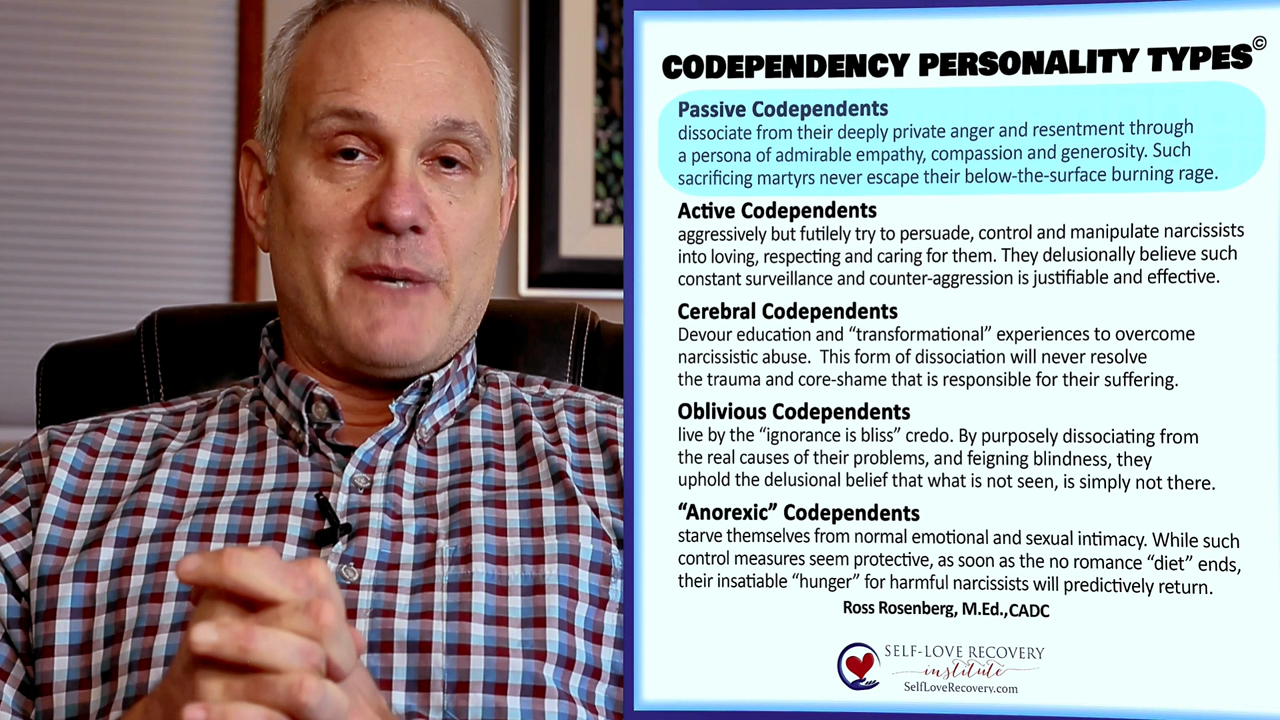 CODEPENDENCY PERSONALITY TYPES©
Passive Codependents
dissociate from their deeply private anger and resentment through
a persona of admirable empathy, compassion and generosity. Such
sacrificing martyrs never escape their below-the-surface burning rage.
Active Codependents
aggressively but futilely try to persuade, control and manipulate narcissists
into loving, respecting and caring for them. They delusionally believe such
constant surveillance and counter-aggression is justifiable and effective.
Cerebral Codependents
Devour education and “transformational” experiences to overcome
narcissistic abuse. This form of dissociation will never resolve
the trauma and core-shame that is responsible for their suffering.
Oblivious Codependents
live by the “ignorance is bliss” credo. By purposely dissociating from
the real causes of their problems, and feigning blindness, they
uphold the delusional belief that what is not seen, is simply not there.
“Anorexic” Codependents
starve themselves from normal emotional and sexual intimacy. While such
control measures seem protective, as soon as the no romance “diet” ends,
their insatiable “hunger” for harmful narcissists will predictively return.
Ross Rosenberg, M.Ed.,CADC
SELF-LOVE RECOVERY
institute
SelfLoveRecovery.com